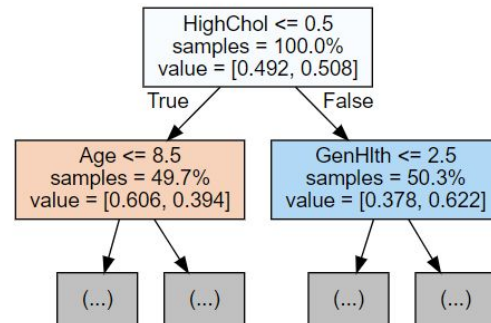 HighChol <= 0.5
samples = 100.0%
value = [0.492, 0.508]
True
False
Age <= 8.5
samples = 49.7%
value = [0.606, 0.394]
GenHlth <= 2.5
samples = 50.3%
value = [0.378, 0.622]
(...)
(...)
(...)
(...)